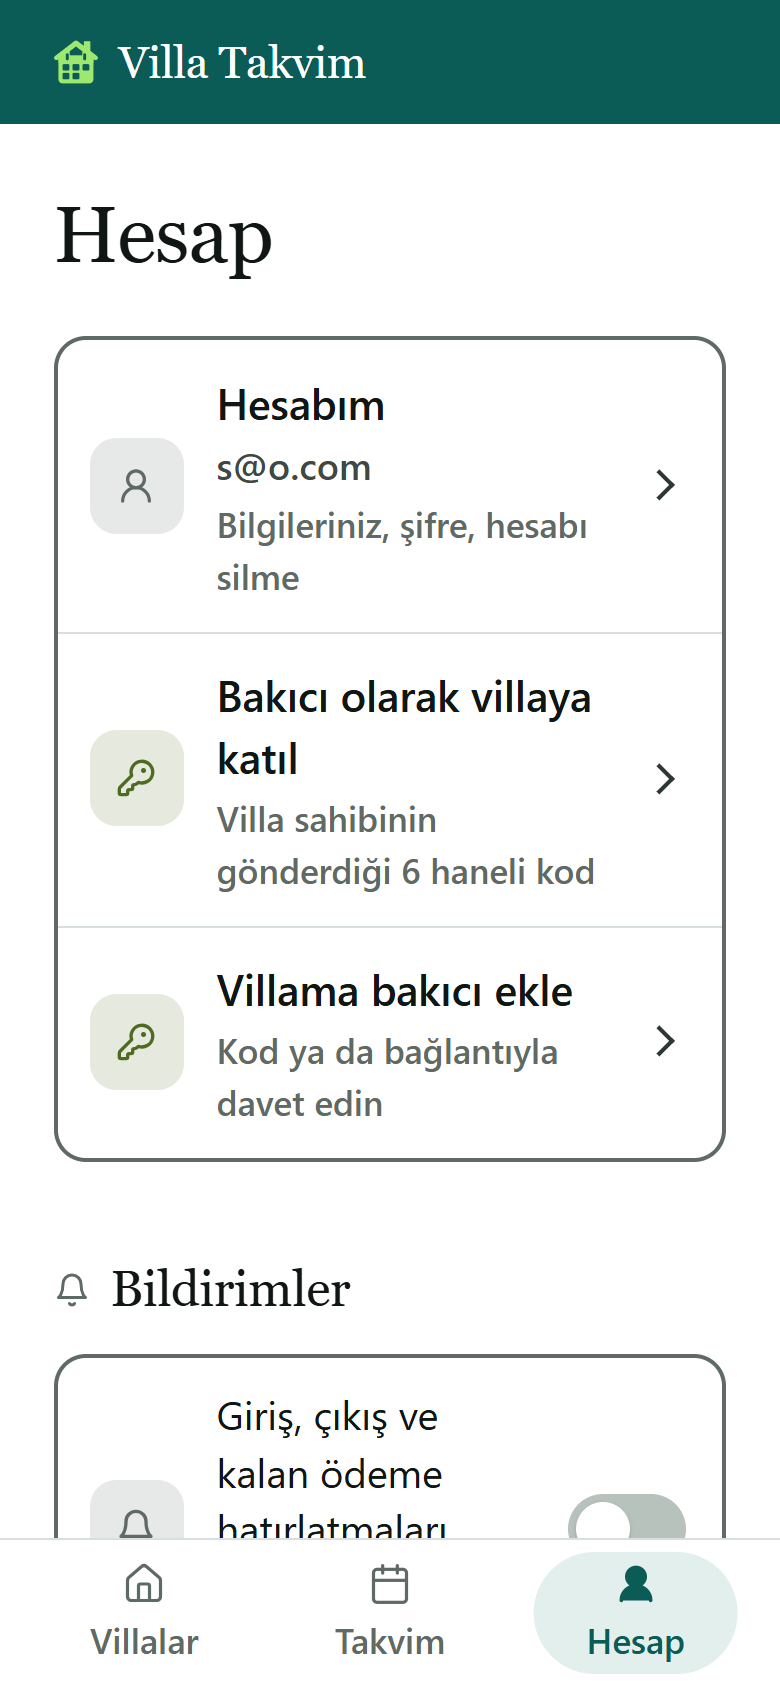 Villa Takvim
Hesap
Hesabım
s@o.com
Bilgileriniz, şifre, hesabı
silme
Bakıcı olarak villaya
katıl
Villa sahibinin
gönderdiği 6 haneli kod
Villama bakıcı ekle
Kod ya da bağlantıyla
davet edin
Bildirimler
Giriş, çıkış ve
kalan ödeme
hatırlatmaları
Villalar
Takvim
Hesap